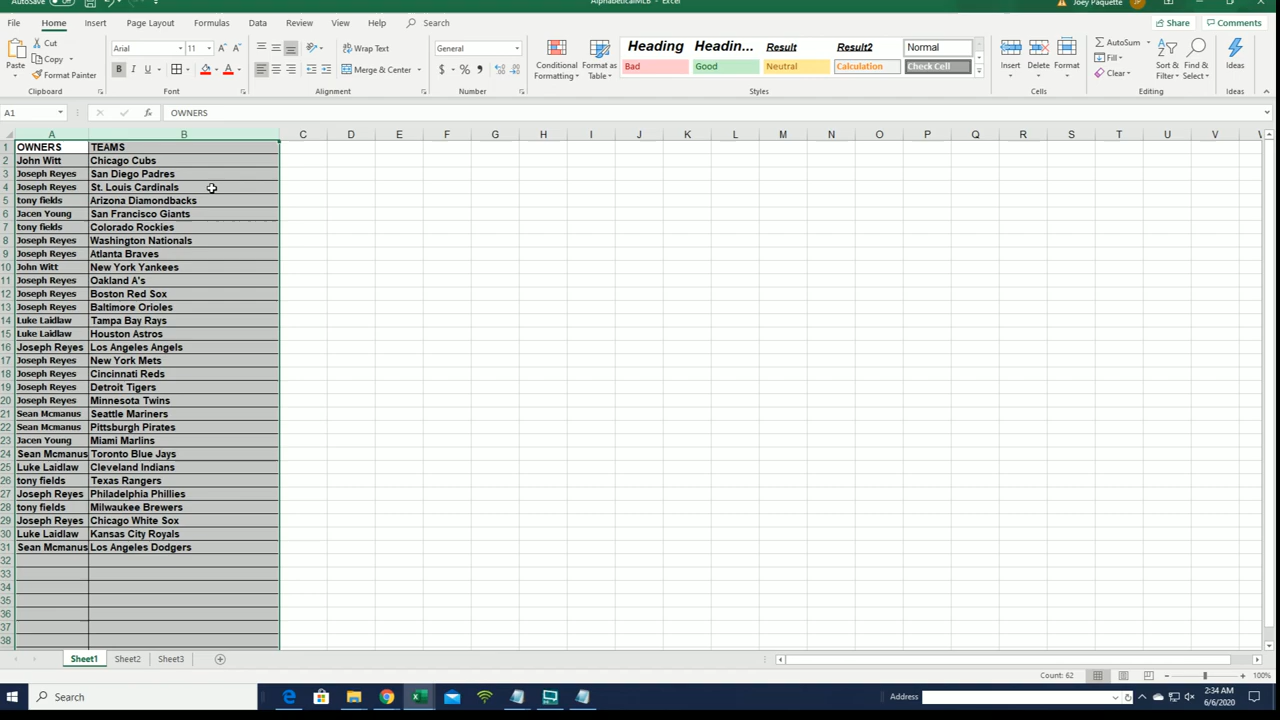 AutoSave Off AlphabeticalMLB - Excel Joey Paquette JP
File Home Insert Page Layout Formulas Data Review View Help Search Share Comments
Paste Cut Copy Format Painter Clipboard
Arial 11 A A B I U A Font
Wrap Text Merge & Center Alignment
General $ % 9 Number
Conditional Formatting Format as Table Heading Headin... Result Result2 Normal Bad Good Neutral Calculation Check Cell Styles
Insert Delete Format Cells
AutoSum Fill Clear Sort & Filter Find & Select Editing
Ideas Ideas
A1 fx OWNERS
A B C D E F G H I J K L M N O P Q R S T U V
1 OWNERS TEAMS
2 John Witt Chicago Cubs
3 Joseph Reyes San Diego Padres
4 Joseph Reyes St. Louis Cardinals
5 tony fields Arizona Diamondbacks
6 Jacen Young San Francisco Giants
7 tony fields Colorado Rockies
8 Joseph Reyes Washington Nationals
9 Joseph Reyes Atlanta Braves
10 John Witt New York Yankees
11 Joseph Reyes Oakland A's
12 Joseph Reyes Boston Red Sox
13 Joseph Reyes Baltimore Orioles
14 Luke Laidlaw Tampa Bay Rays
15 Luke Laidlaw Houston Astros
16 Joseph Reyes Los Angeles Angels
17 Joseph Reyes New York Mets
18 Joseph Reyes Cincinnati Reds
19 Joseph Reyes Detroit Tigers
20 Joseph Reyes Minnesota Twins
21 Sean Mcmanus Seattle Mariners
22 Sean Mcmanus Pittsburgh Pirates
23 Jacen Young Miami Marlins
24 Sean Mcmanus Toronto Blue Jays
25 Luke Laidlaw Cleveland Indians
26 tony fields Texas Rangers
27 Joseph Reyes Philadelphia Phillies
28 tony fields Milwaukee Brewers
29 Joseph Reyes Chicago White Sox
30 Luke Laidlaw Kansas City Royals
31 Sean Mcmanus Los Angeles Dodgers
32
33
34
35
36
37
38
Sheet1 Sheet2 Sheet3
Count: 62 100%
Search Address 2:34 AM
6/6/2020